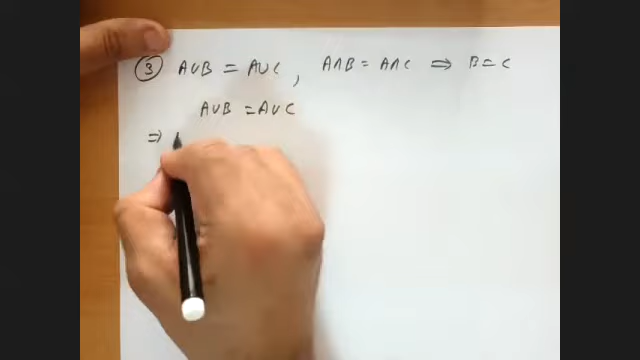 ③ A∪B = A∪C , A∩B = A∩C ⇒ B = C
A∪B = A∪C
⇒